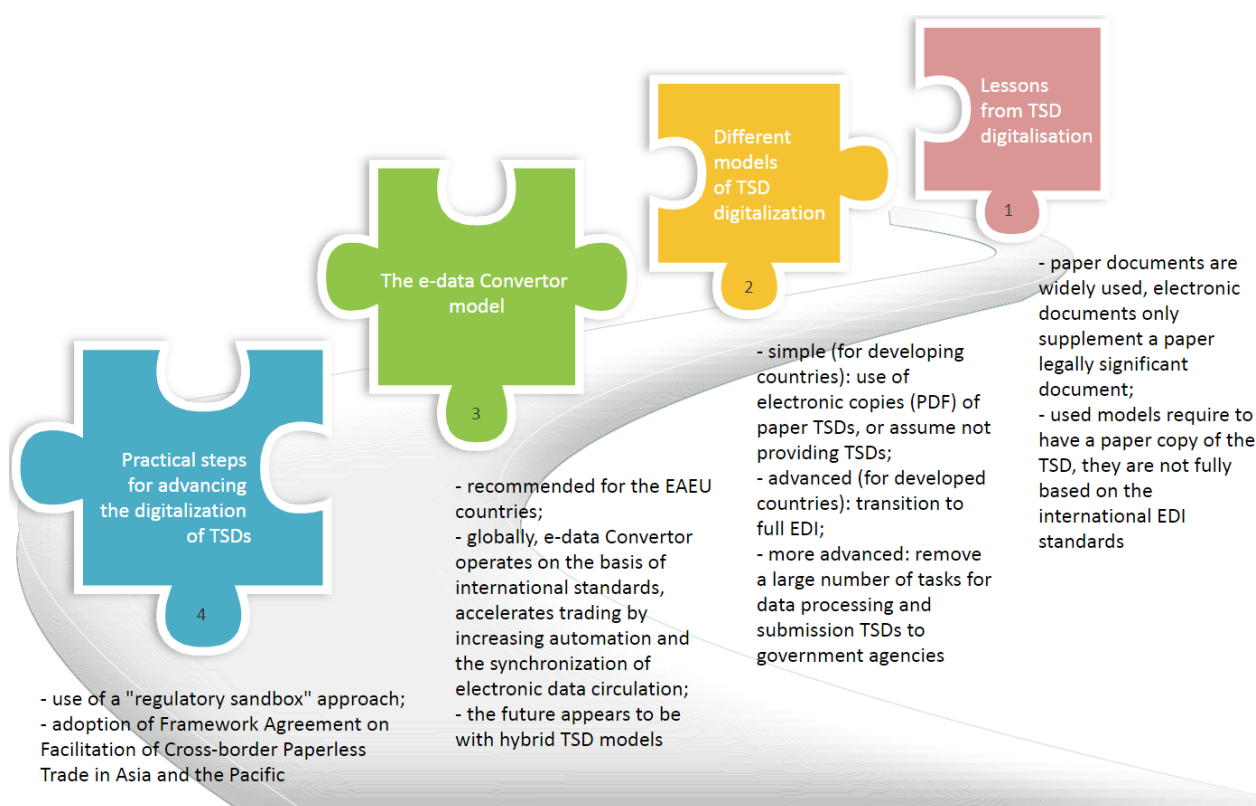 Lessons
from TSD
digitalisation
1
- paper documents are
widely used, electronic
documents only
supplement a paper
legally significant
document;
- used models require to
have a paper copy of the
TSD, they are not fully
based on the
international EDI
standards
Different
models
of TSD
digitalization
2
- simple (for developing
countries): use of
electronic copies (PDF) of
paper TSDs, or assume not
providing TSDs;
- advanced (for developed
countries): transition to
full EDI;
- more advanced: remove
a large number of tasks for
data processing and
submission TSDs to
government agencies
The e-data Convertor
model
3
- recommended for the EAEU
countries;
- globally, e-data Convertor
operates on the basis of
international standards,
accelerates trading by
increasing automation and
the synchronization of
electronic data circulation;
- the future appears to be
with hybrid TSD models
Practical steps
for advancing
the digitalization
of TSDs
4
- use of a "regulatory sandbox" approach;
- adoption of Framework Agreement on
Facilitation of Cross-border Paperless
Trade in Asia and the Pacific